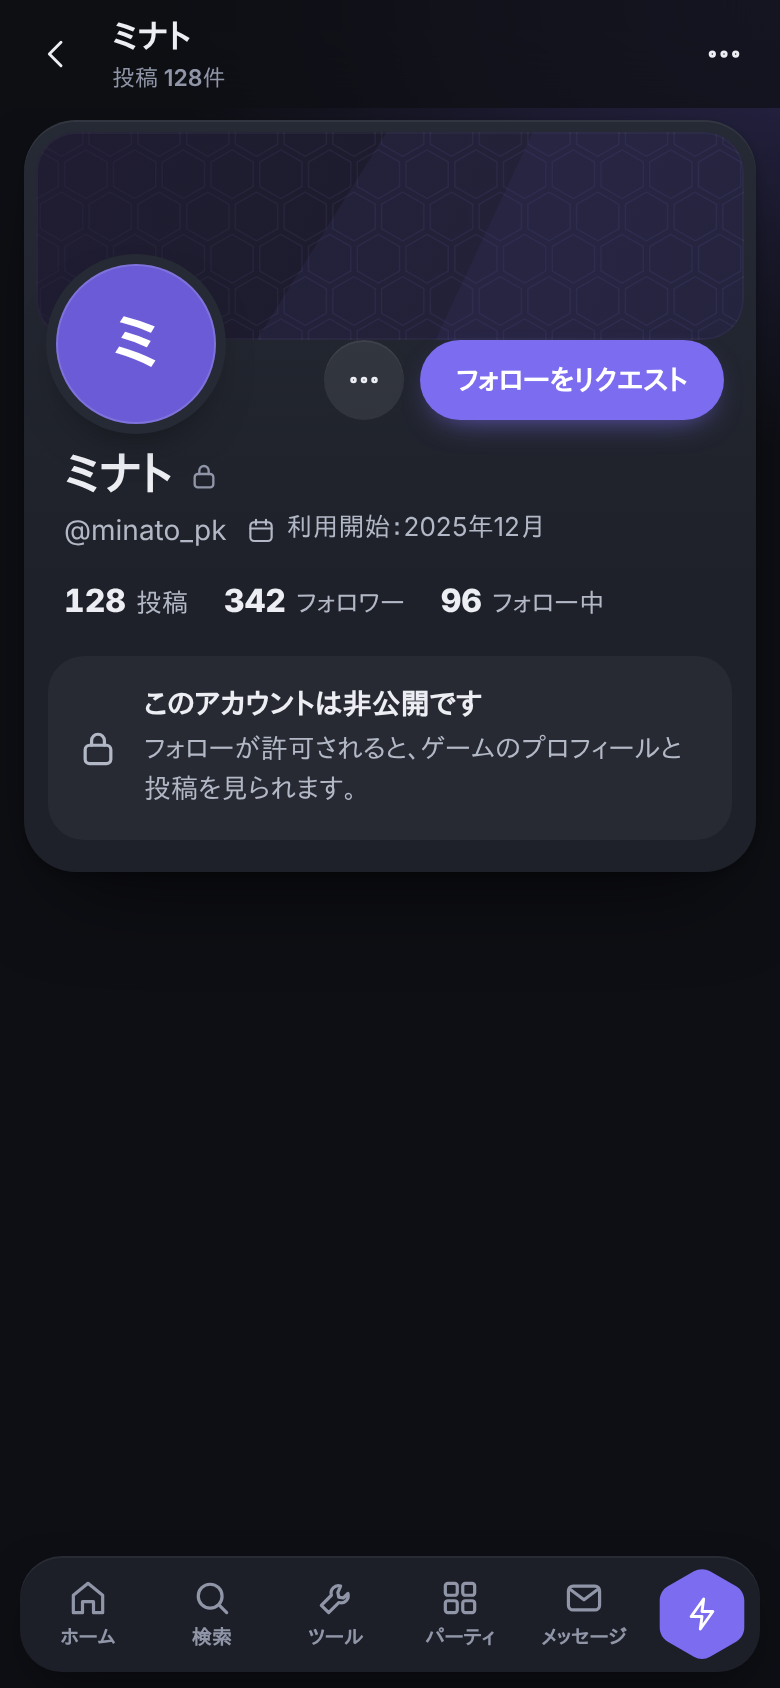 ミナト
投稿 128件
ミ
フォローをリクエスト
ミナト
@minato_pk 利用開始：2025年12月
128 投稿 342 フォロワー 96 フォロー中
このアカウントは非公開です
フォローが許可されると、ゲームのプロフィールと
投稿を見られます。
ホーム 検索 ツール パーティ メッセージ